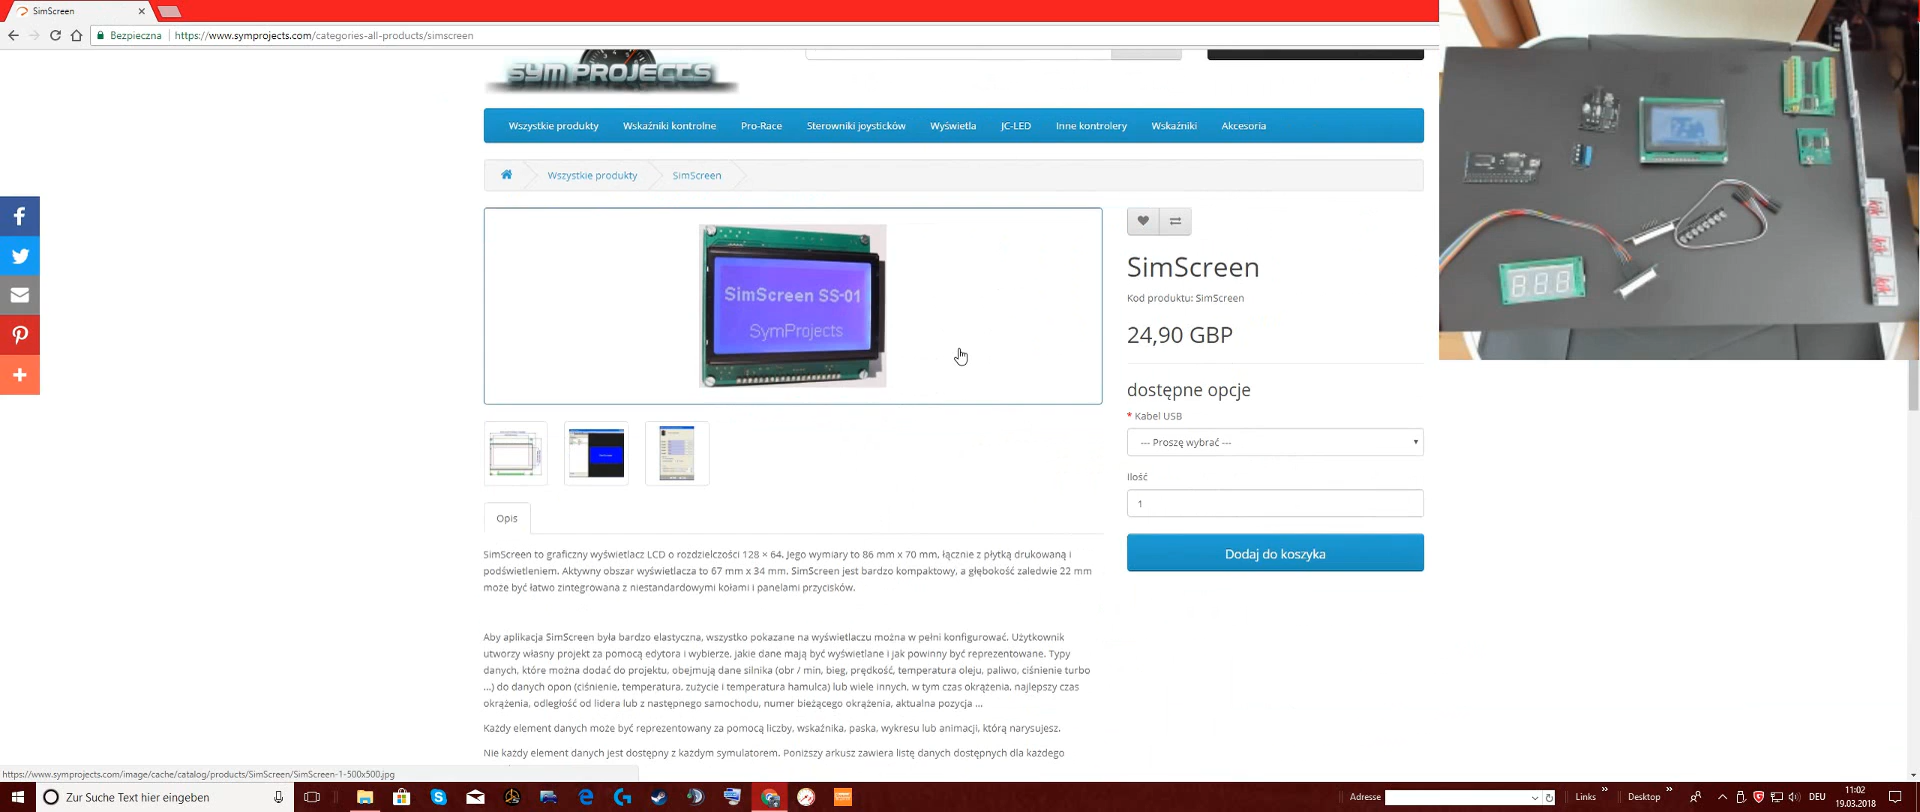 SimScreen
Bezpieczna
https://www.symprojects.com/categories-all-products/simscreen
SYM PROJECTS
Wszystkie produkty
Wskaźniki kontrolne
Pro-Race
Sterowniki joysticków
Wyświetla
JC-LED
Inne kontrolery
Wskaźniki
Akcesoria
Wszystkie produkty
SimScreen
SimScreen SS-01
SymProjects
SimScreen
Kod produktu: SimScreen
24,90 GBP
dostępne opcje
* Kabel USB
--- Proszę wybrać ---
Ilość
1
Dodaj do koszyka
Opis
SimScreen to graficzny wyświetlacz LCD o rozdzielczości 128 × 64. Jego wymiary to 86 mm x 70 mm, łącznie z płytką drukowaną i
podświetleniem. Aktywny obszar wyświetlacza to 67 mm x 34 mm. SimScreen jest bardzo kompaktowy, a głębokość zaledwie 22 mm
może być łatwo zintegrowana z niestandardowymi kołami i panelami przycisków.
Aby aplikacja SimScreen była bardzo elastyczna, wszystko pokazane na wyświetlaczu można w pełni konfigurować. Użytkownik
utworzy własny projekt za pomocą edytora i wybierze, jakie dane mają być wyświetlane i jak powinny być reprezentowane. Typy
danych, które można dodać do projektu, obejmują dane silnika (obr / min, bieg, prędkość, temperatura oleju, paliwo, ciśnienie turbo
...) do danych opon (ciśnienie, temperatura, zużycie i temperatura hamulca) lub wiele innych, w tym czas okrążenia, najlepszy czas
okrążenia, odległość od lidera lub z następnego samochodu, numer bieżącego okrążenia, aktualna pozycja ...
Każdy element danych może być reprezentowany za pomocą liczby, wskaźnika, paska, wykresu lub animacji, którą narysujesz.
Nie każdy element danych jest dostępny z każdym symulatorem. Poniższy arkusz zawiera listę danych dostępnych dla każdego
https://www.symprojects.com/image/cache/catalog/products/SimScreen/SimScreen-1-500x500.jpg
Zur Suche Text hier eingeben
Adresse
Links
Desktop
DEU
11:02
19.03.2018